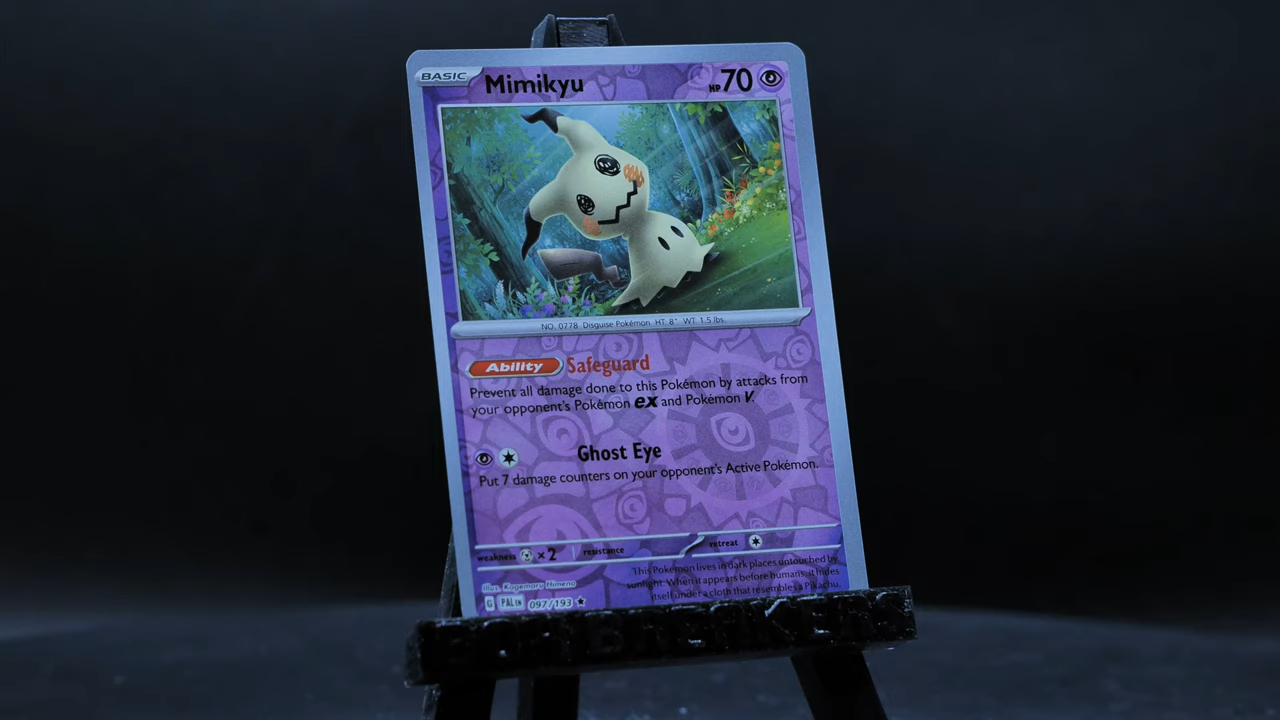 BASIC Mimikyu HP70
NO. 0778 Disguise Pokémon HT: 8" WT: 1.5 lbs.
Ability Safeguard
Prevent all damage done to this Pokémon by attacks from
your opponent's Pokémon ex and Pokémon V.
Ghost Eye
Put 7 damage counters on your opponent's Active Pokémon.
weakness ×2 resistance retreat
This Pokémon lives in dark places untouched by
sunlight. When it appears before humans, it hides
itself under a cloth that resembles a Pikachu.
Illus. Kagemaru Himeno
G PAL EN 097/193 ★